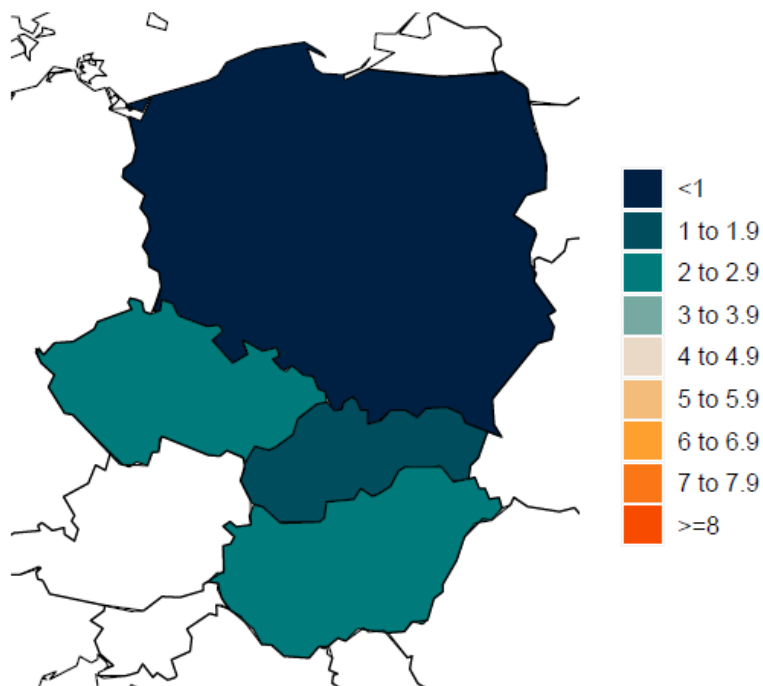 <1
1 to 1.9
2 to 2.9
3 to 3.9
4 to 4.9
5 to 5.9
6 to 6.9
7 to 7.9
>=8